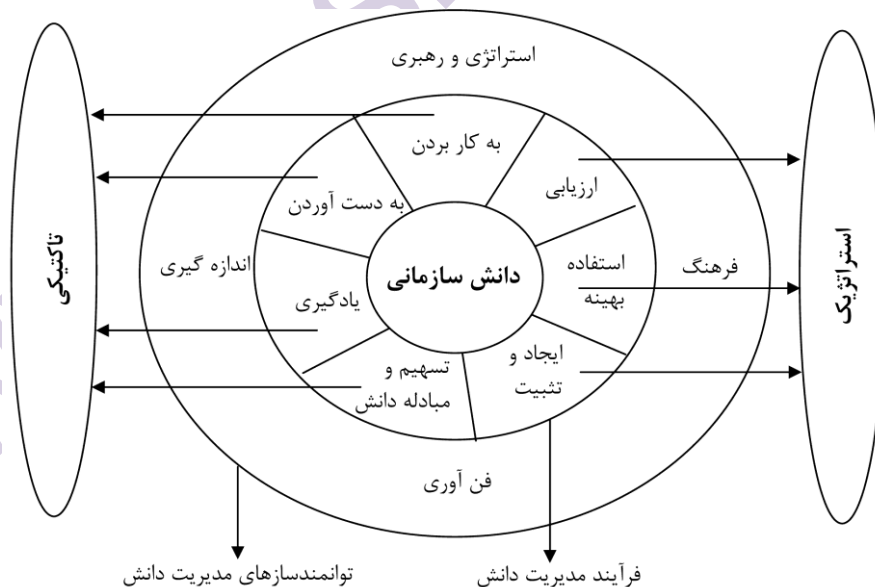 استراتژی و رهبری
به کار بردن
ارزیابی
به دست آوردن
استراتژیک
فرهنگ
استفاده
بهینه
دانش سازمانی
اندازه گیری
تاکتیکی
یادگیری
ایجاد و
تثبیت
تسهیم و
مبادله دانش
فن آوری
فرآیند مدیریت دانش
توانمندسازهای مدیریت دانش